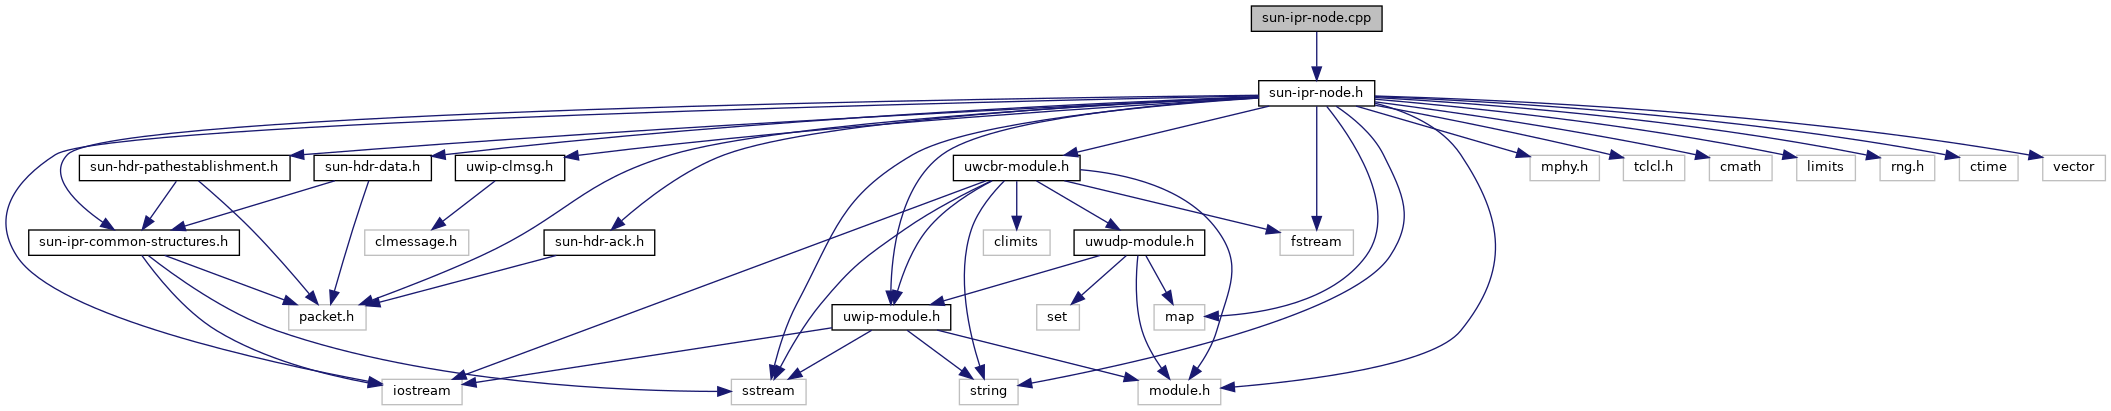 sun-ipr-node.cpp
sun-ipr-node.h
sun-hdr-pathestablishment.h
sun-hdr-data.h
uwip-clmsg.h
uwcbr-module.h
mphy.h
tclcl.h
cmath
limits
rng.h
ctime
vector
sun-ipr-common-structures.h
clmessage.h
sun-hdr-ack.h
climits
uwudp-module.h
fstream
packet.h
uwip-module.h
set
map
iostream
sstream
string
module.h